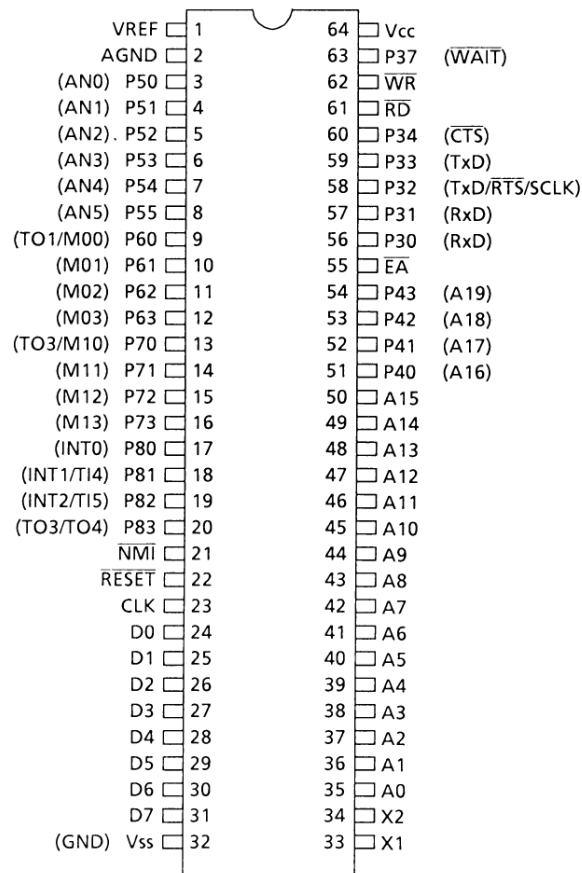 VREF 1 64 Vcc
AGND 2 63 P37 (W̅A̅I̅T̅)
(AN0) P50 3 62 W̅R̅
(AN1) P51 4 61 R̅D̅
(AN2). P52 5 60 P34 (C̅T̅S̅)
(AN3) P53 6 59 P33 (TxD)
(AN4) P54 7 58 P32 (TxD/R̅T̅S̅/SCLK)
(AN5) P55 8 57 P31 (RxD)
(TO1/M00) P60 9 56 P30 (RxD)
(M01) P61 10 55 E̅A̅
(M02) P62 11 54 P43 (A19)
(M03) P63 12 53 P42 (A18)
(TO3/M10) P70 13 52 P41 (A17)
(M11) P71 14 51 P40 (A16)
(M12) P72 15 50 A15
(M13) P73 16 49 A14
(INT0) P80 17 48 A13
(INT1/TI4) P81 18 47 A12
(INT2/TI5) P82 19 46 A11
(TO3/TO4) P83 20 45 A10
N̅M̅I̅ 21 44 A9
R̅E̅S̅E̅T̅ 22 43 A8
CLK 23 42 A7
D0 24 41 A6
D1 25 40 A5
D2 26 39 A4
D3 27 38 A3
D4 28 37 A2
D5 29 36 A1
D6 30 35 A0
D7 31 34 X2
(GND) Vss 32 33 X1